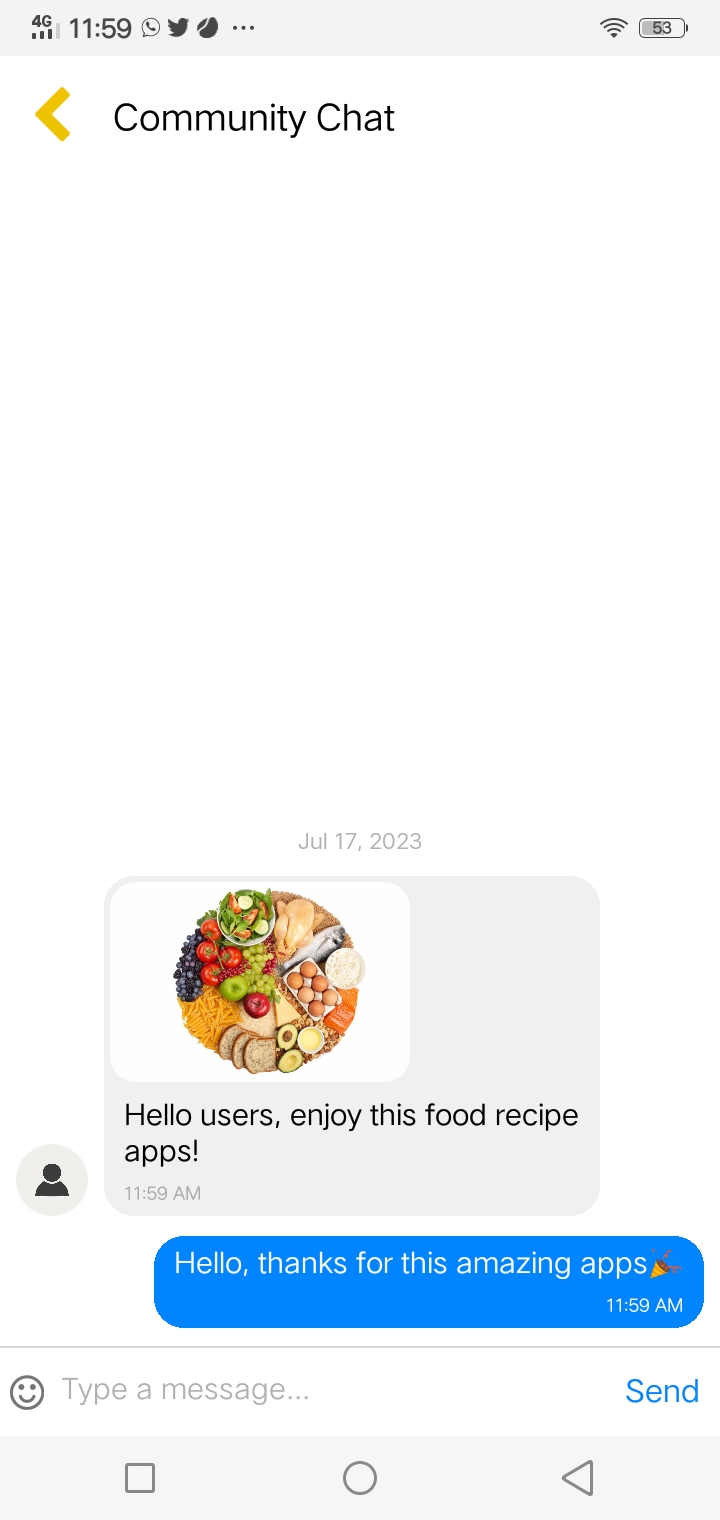 4G 11:59 ... 53
Community Chat
Jul 17, 2023
Hello users, enjoy this food recipe
apps!
11:59 AM
Hello, thanks for this amazing apps🎉
11:59 AM
Type a message...
Send